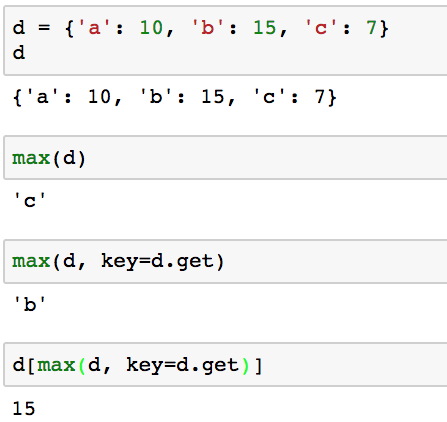 d = {'a': 10, 'b': 15, 'c': 7}
d
{'a': 10, 'b': 15, 'c': 7}
max(d)
'c'
max(d, key=d.get)
'b'
d[max(d, key=d.get)]
15